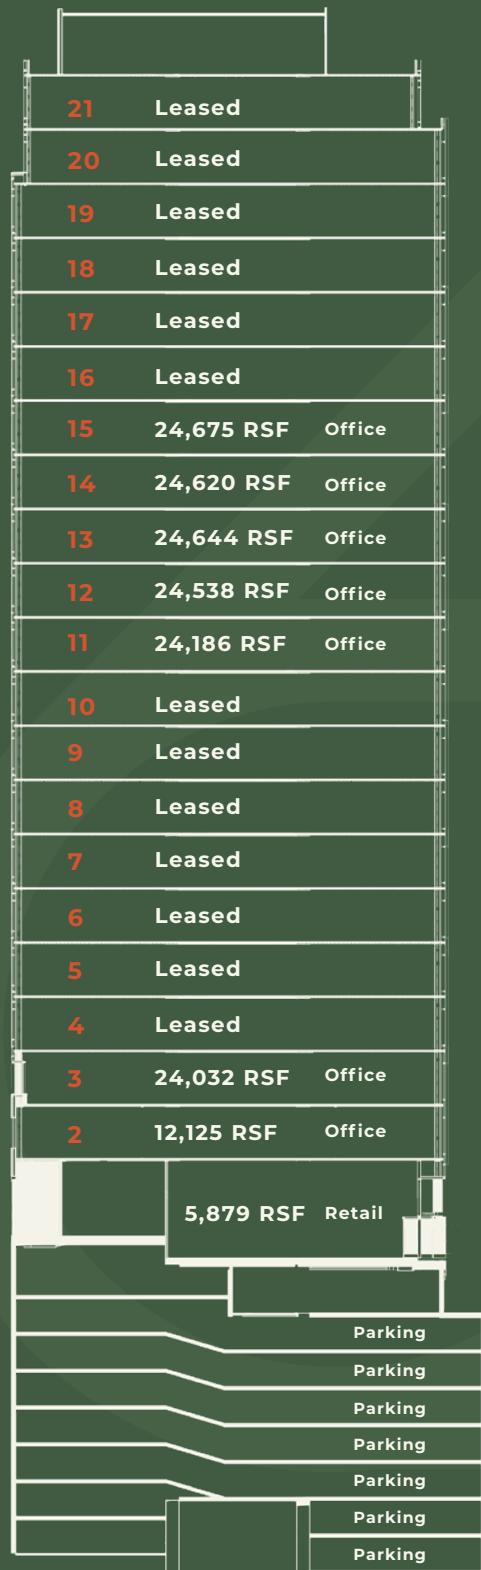 21 Leased
20 Leased
19 Leased
18 Leased
17 Leased
16 Leased
15 24,675 RSF Office
14 24,620 RSF Office
13 24,644 RSF Office
12 24,538 RSF Office
11 24,186 RSF Office
10 Leased
9 Leased
8 Leased
7 Leased
6 Leased
5 Leased
4 Leased
3 24,032 RSF Office
2 12,125 RSF Office
5,879 RSF Retail
Parking
Parking
Parking
Parking
Parking
Parking
Parking